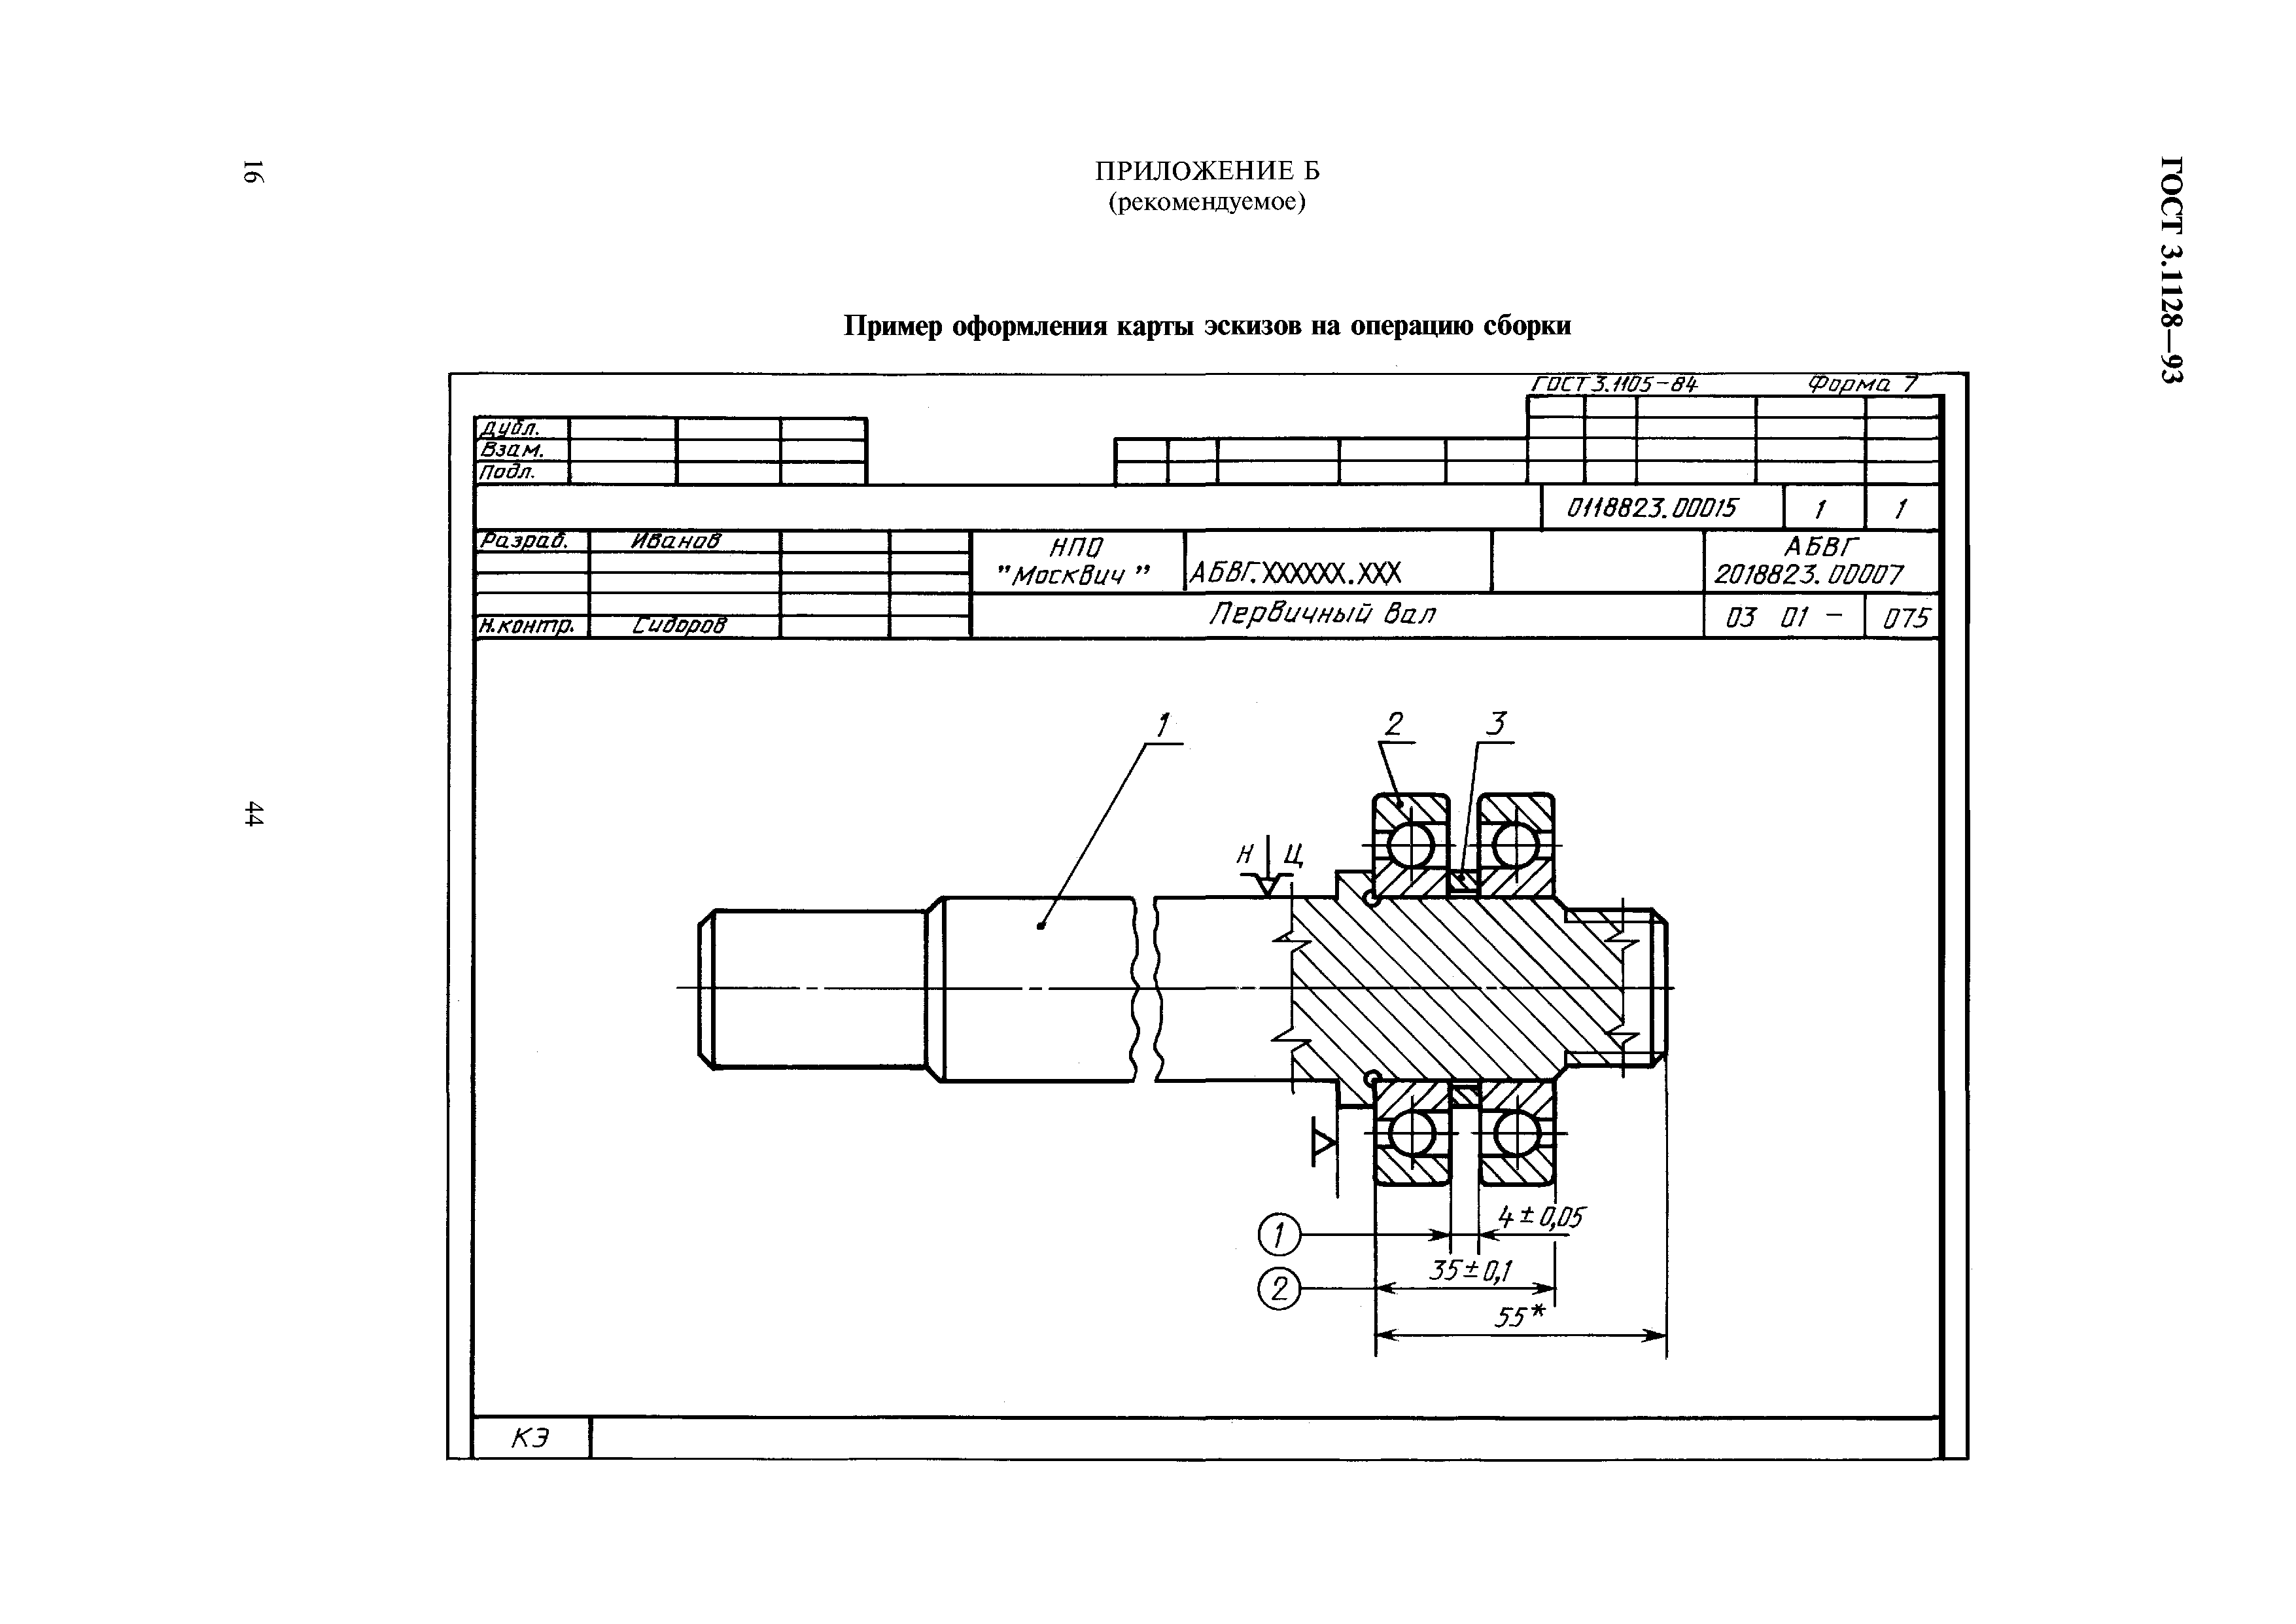 16
ПРИЛОЖЕНИЕ Б
(рекомендуемое)
ГОСТ 3.1128—93
Пример оформления карты эскизов на операцию сборки
ГОСТ 3.1105-84 Форма 7
Дубл.
Взам.
Подл.
0118823.00015 1 1
Разраб. Иванов
НПО
"Москвич"
АБВГ.XXXXXX.XXX
АБВГ
2018823.00007
Первичный вал
03 01 - 075
Н.контр. Сидоров
1
2
3
44
Н Ц
4±0,05
1
35±0,1
2
55*
КЭ